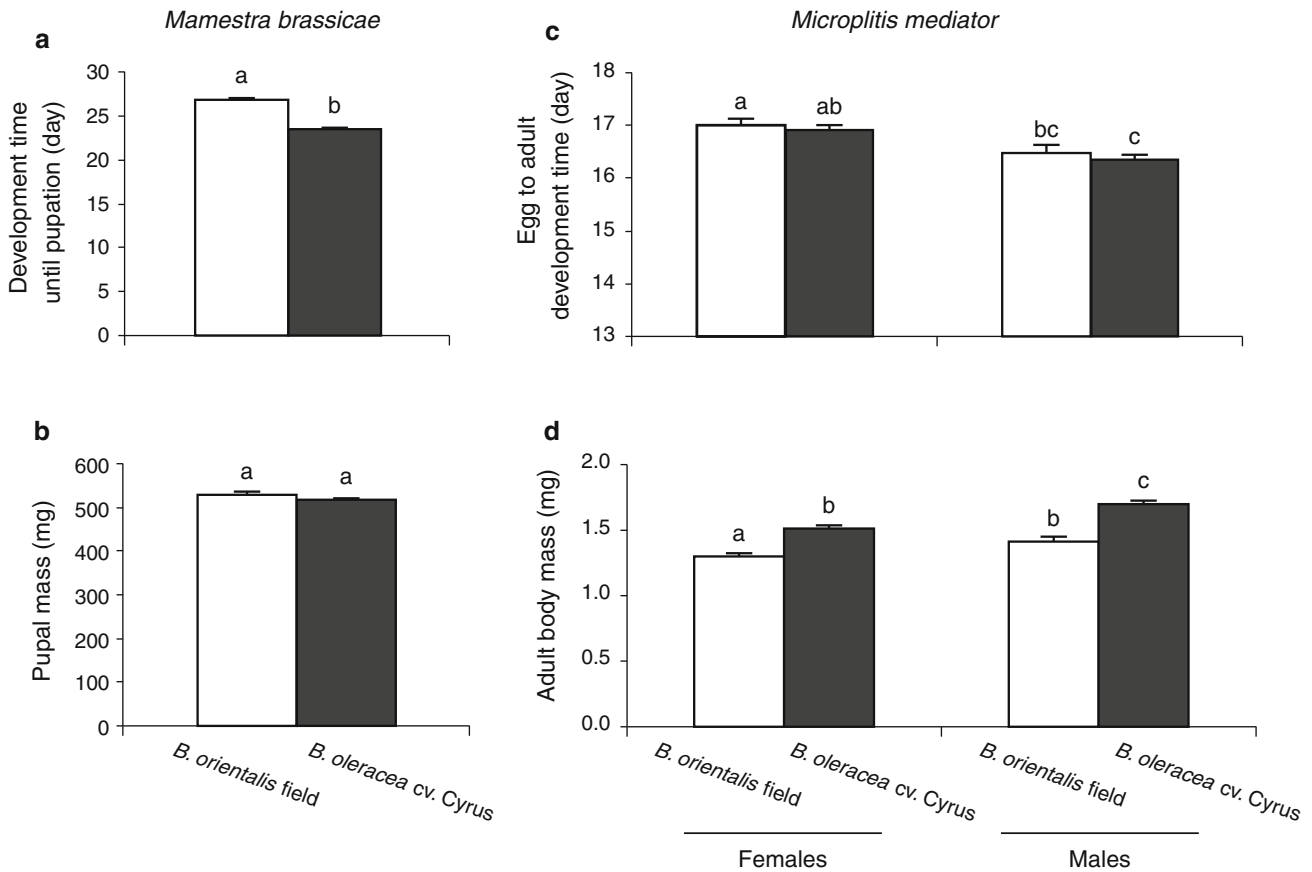 Mamestra brassicae
a
Development time
until pupation (day)
30
25
20
15
10
5
0
a
b
Microplitis mediator
c
Egg to adult
development time (day)
18
17
16
15
14
13
a
ab
bc
c
b
Pupal mass (mg)
600
500
400
300
200
100
0
a
a
B. orientalis field
B. oleracea cv. Cyrus
d
Adult body mass (mg)
2.0
1.5
1.0
0.5
0.0
a
b
b
c
B. orientalis field
B. oleracea cv. Cyrus
B. orientalis field
B. oleracea cv. Cyrus
Females
Males